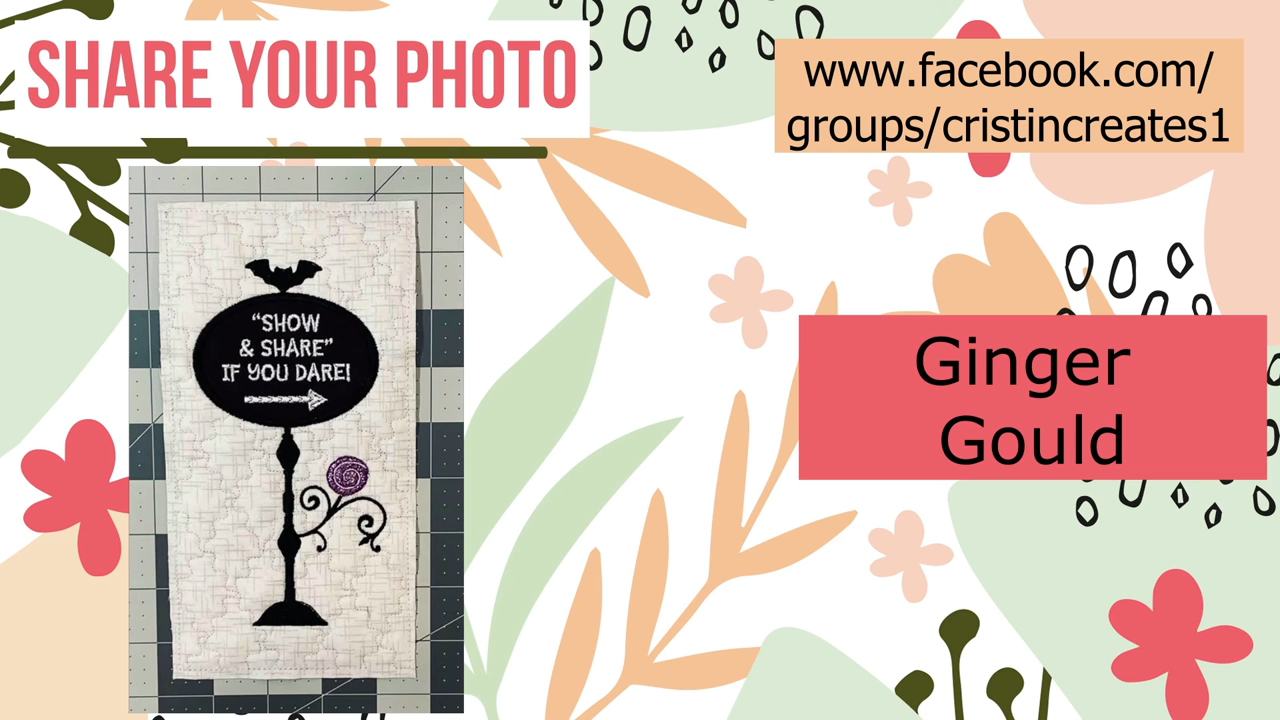 SHARE YOUR PHOTO
www.facebook.com/
groups/cristincreates1
"SHOW
& SHARE"
IF YOU DARE!
Ginger
Gould